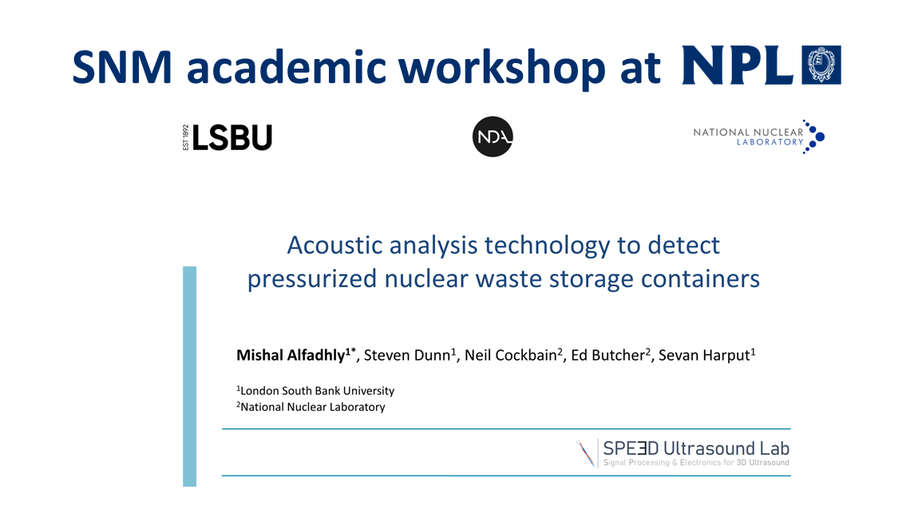 SNM academic workshop at NPL
EST 1892 LSBU
NDA
NATIONAL NUCLEAR
LABORATORY
Acoustic analysis technology to detect
pressurized nuclear waste storage containers
Mishal Alfadhly¹*, Steven Dunn¹, Neil Cockbain², Ed Butcher², Sevan Harput¹
¹London South Bank University
²National Nuclear Laboratory
SPEƎD Ultrasound Lab
Signal Processing & Electronics for 3D Ultrasound